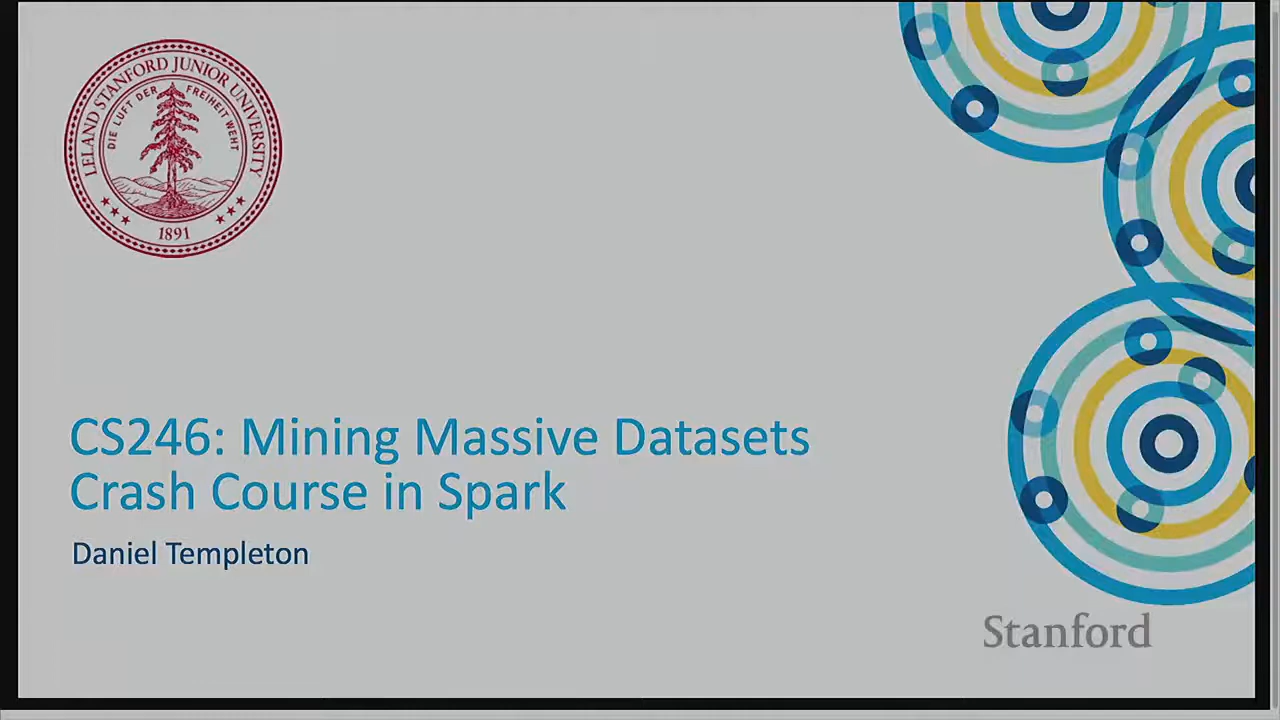 LELAND STANFORD JUNIOR UNIVERSITY
DIE LUFT DER FREIHEIT WEHT
1891
CS246: Mining Massive Datasets
Crash Course in Spark
Daniel Templeton
Stanford